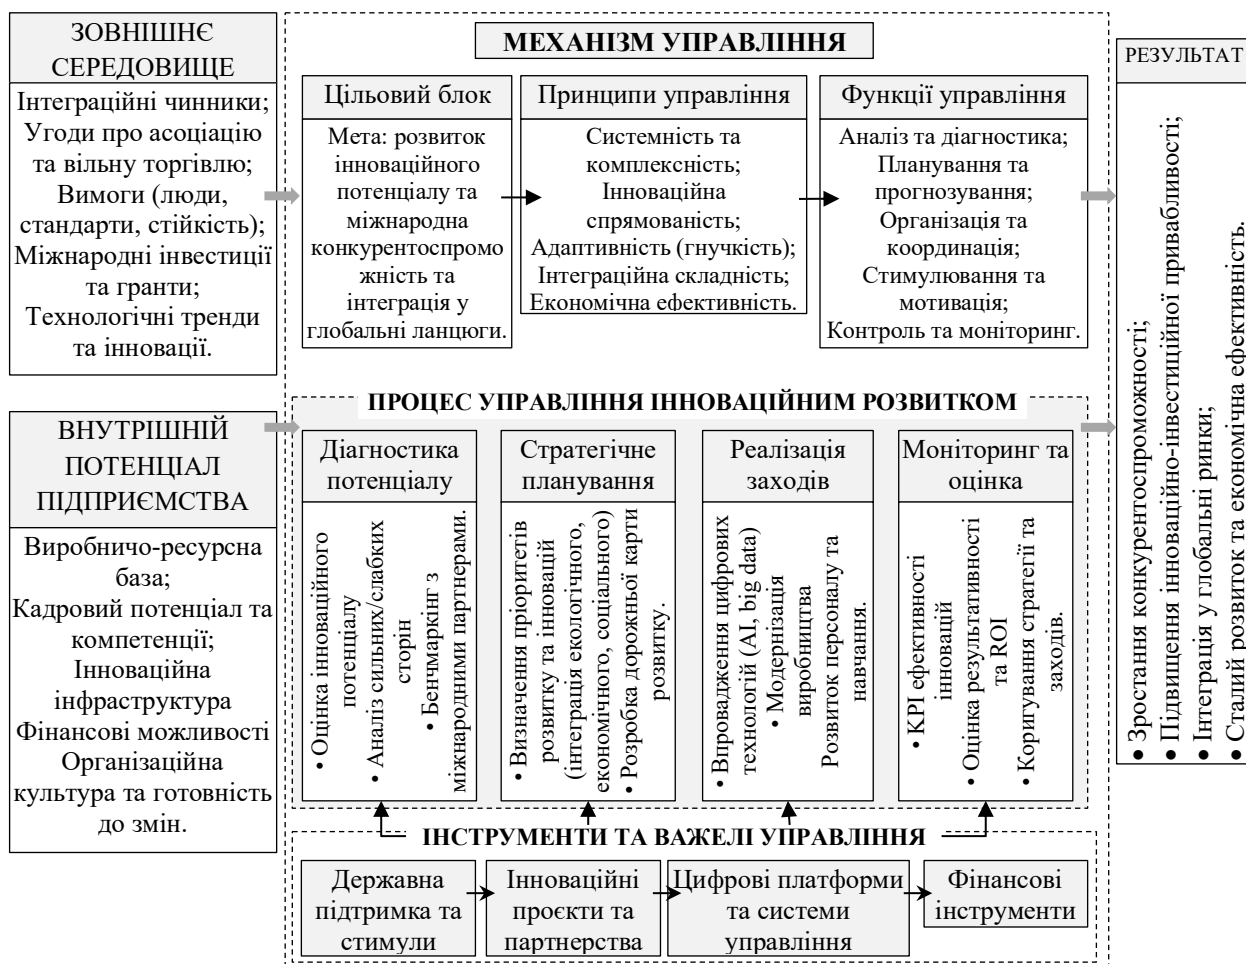 ЗОВНІШНЄ
СЕРЕДОВИЩЕ
Інтеграційні чинники;
Угоди про асоціацію
та вільну торгівлю;
Вимоги (люди,
стандарти, стійкість);
Міжнародні інвестиції
та гранти;
Технологічні тренди
та інновації.
ВНУТРІШНІЙ
ПОТЕНЦІАЛ
ПІДПРИЄМСТВА
Виробничо-ресурсна
база;
Кадровий потенціал та
компетенції;
Інноваційна
інфраструктура
Фінансові можливості
Організаційна
культура та готовність
до змін.
МЕХАНІЗМ УПРАВЛІННЯ
Цільовий блок
Мета: розвиток
інноваційного
потенціалу та
міжнародна
конкурентоспромо
жність та
інтеграція у
глобальні ланцюги.
Принципи управління
Системність та
комплексність;
Інноваційна
спрямованість;
Адаптивність (гнучкість);
Інтеграційна складність;
Економічна ефективність.
Функції управління
Аналіз та діагностика;
Планування та
прогнозування;
Організація та
координація;
Стимулювання та
мотивація;
Контроль та моніторинг.
ПРОЦЕС УПРАВЛІННЯ ІННОВАЦІЙНИМ РОЗВИТКОМ
Діагностика
потенціалу
• Оцінка інноваційного
потенціалу
• Аналіз сильних/слабких
сторін
• Бенчмаркінг з
міжнародними партнерами.
Стратегічне
планування
• Визначення пріоритетів
розвитку та інновацій
(інтеграція екологічного,
економічного, соціального)
• Розробка дорожньої карти
розвитку.
Реалізація
заходів
• Впровадження цифрових
технологій (AI, big data)
• Модернізація
виробництва
Розвиток персоналу та
навчання.
Моніторинг та
оцінка
• KPI ефективності
інновацій
• Оцінка результативності
та ROI
• Коригування стратегії та
заходів.
ІНСТРУМЕНТИ ТА ВАЖЕЛІ УПРАВЛІННЯ
Державна
підтримка та
стимули
Інноваційні
проєкти та
партнерства
Цифрові платформи
та системи
управління
Фінансові
інструменти
РЕЗУЛЬТАТ
• Зростання конкурентоспроможності;
• Підвищення інноваційно-інвестиційної привабливості;
• Інтеграція у глобальні ринки;
• Сталий розвиток та економічна ефективність.